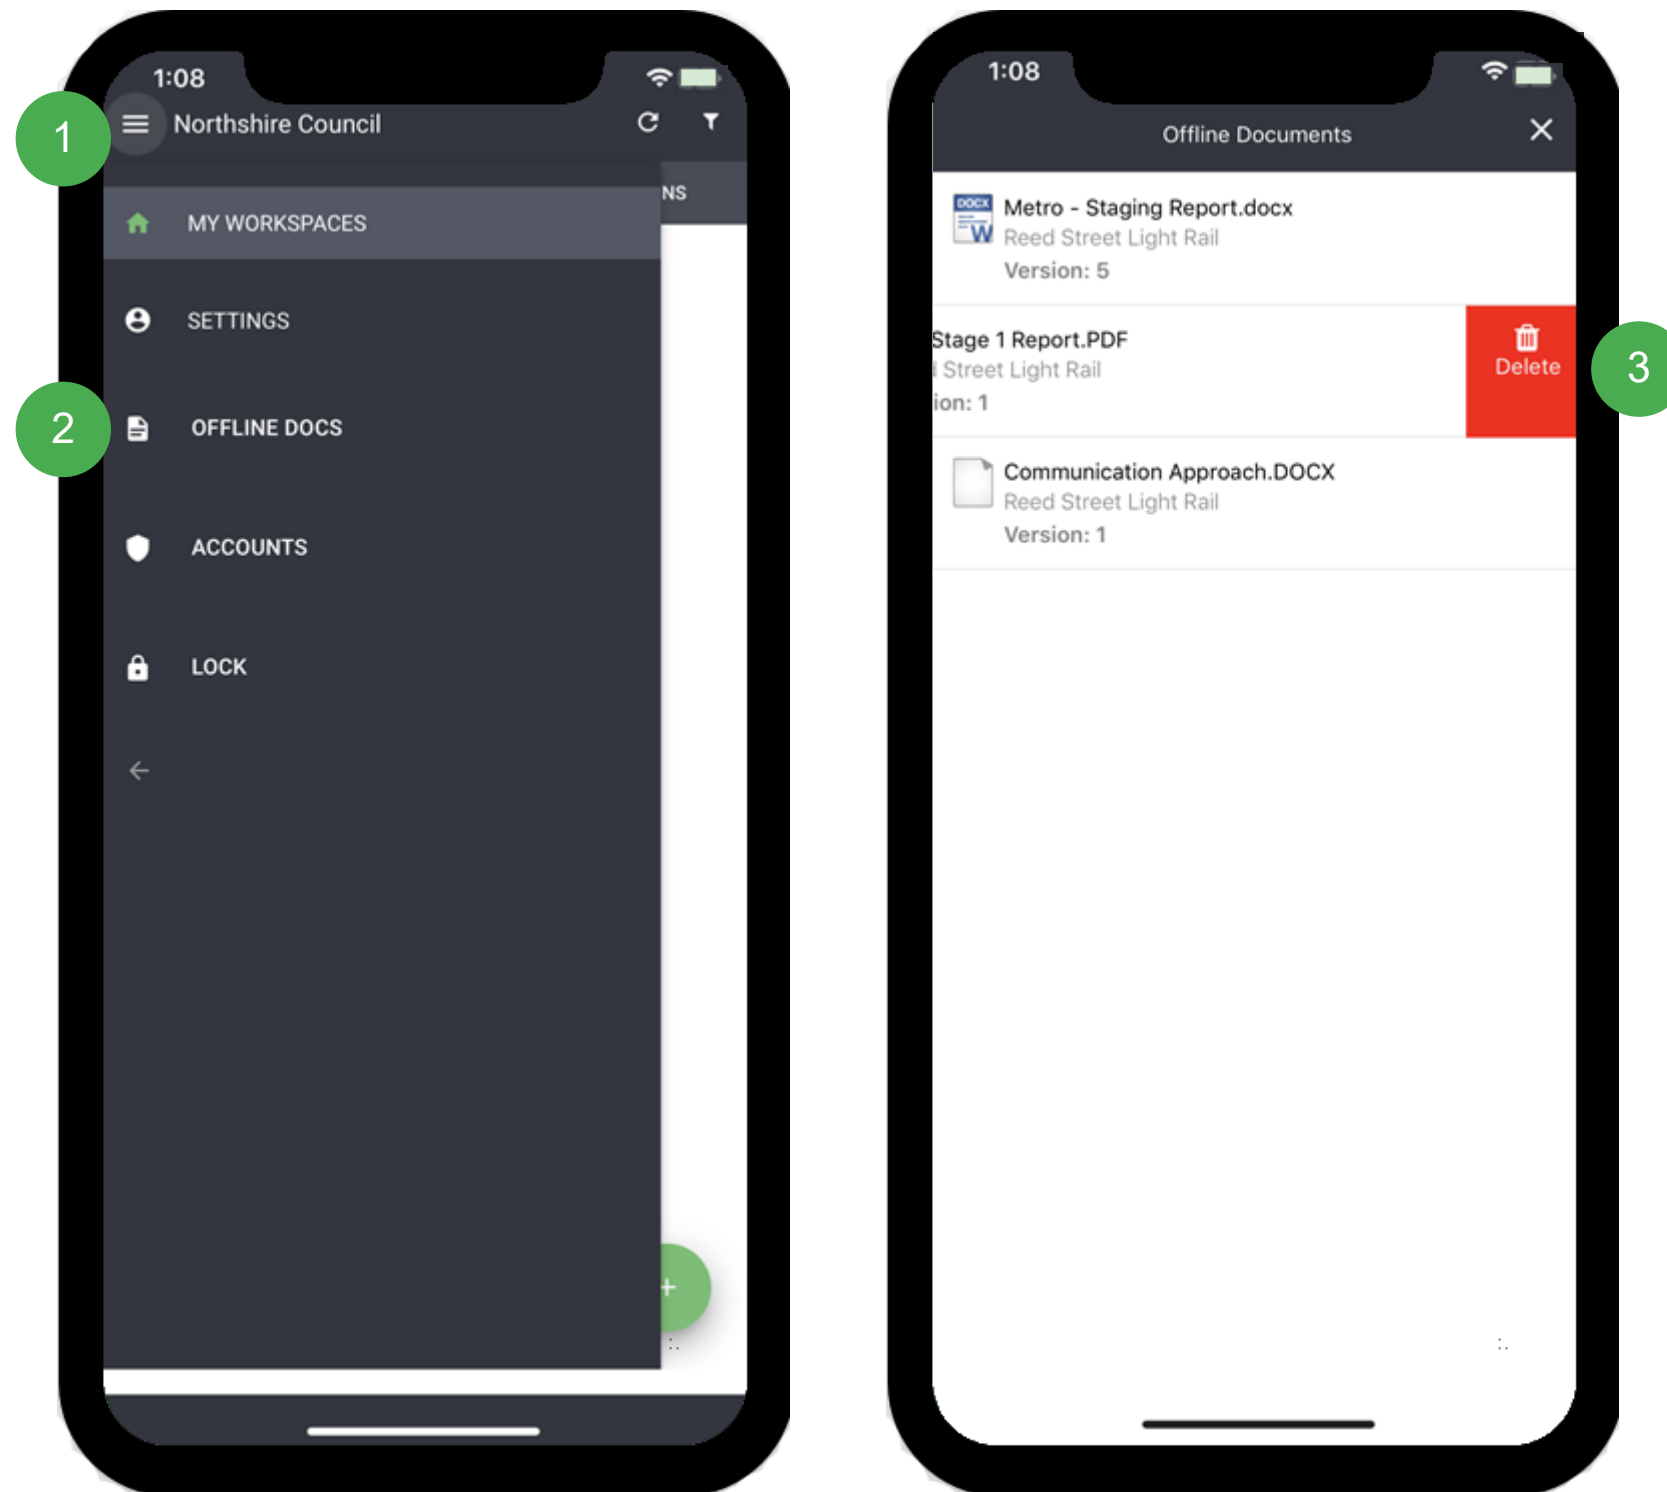 1:08
1
Northshire Council
NS
MY WORKSPACES
SETTINGS
2
OFFLINE DOCS
ACCOUNTS
LOCK
+
1:08
Offline Documents
DOCX
W
Metro - Staging Report.docx
Reed Street Light Rail
Version: 5
Stage 1 Report.PDF
Street Light Rail
ion: 1
Delete
3
Communication Approach.DOCX
Reed Street Light Rail
Version: 1